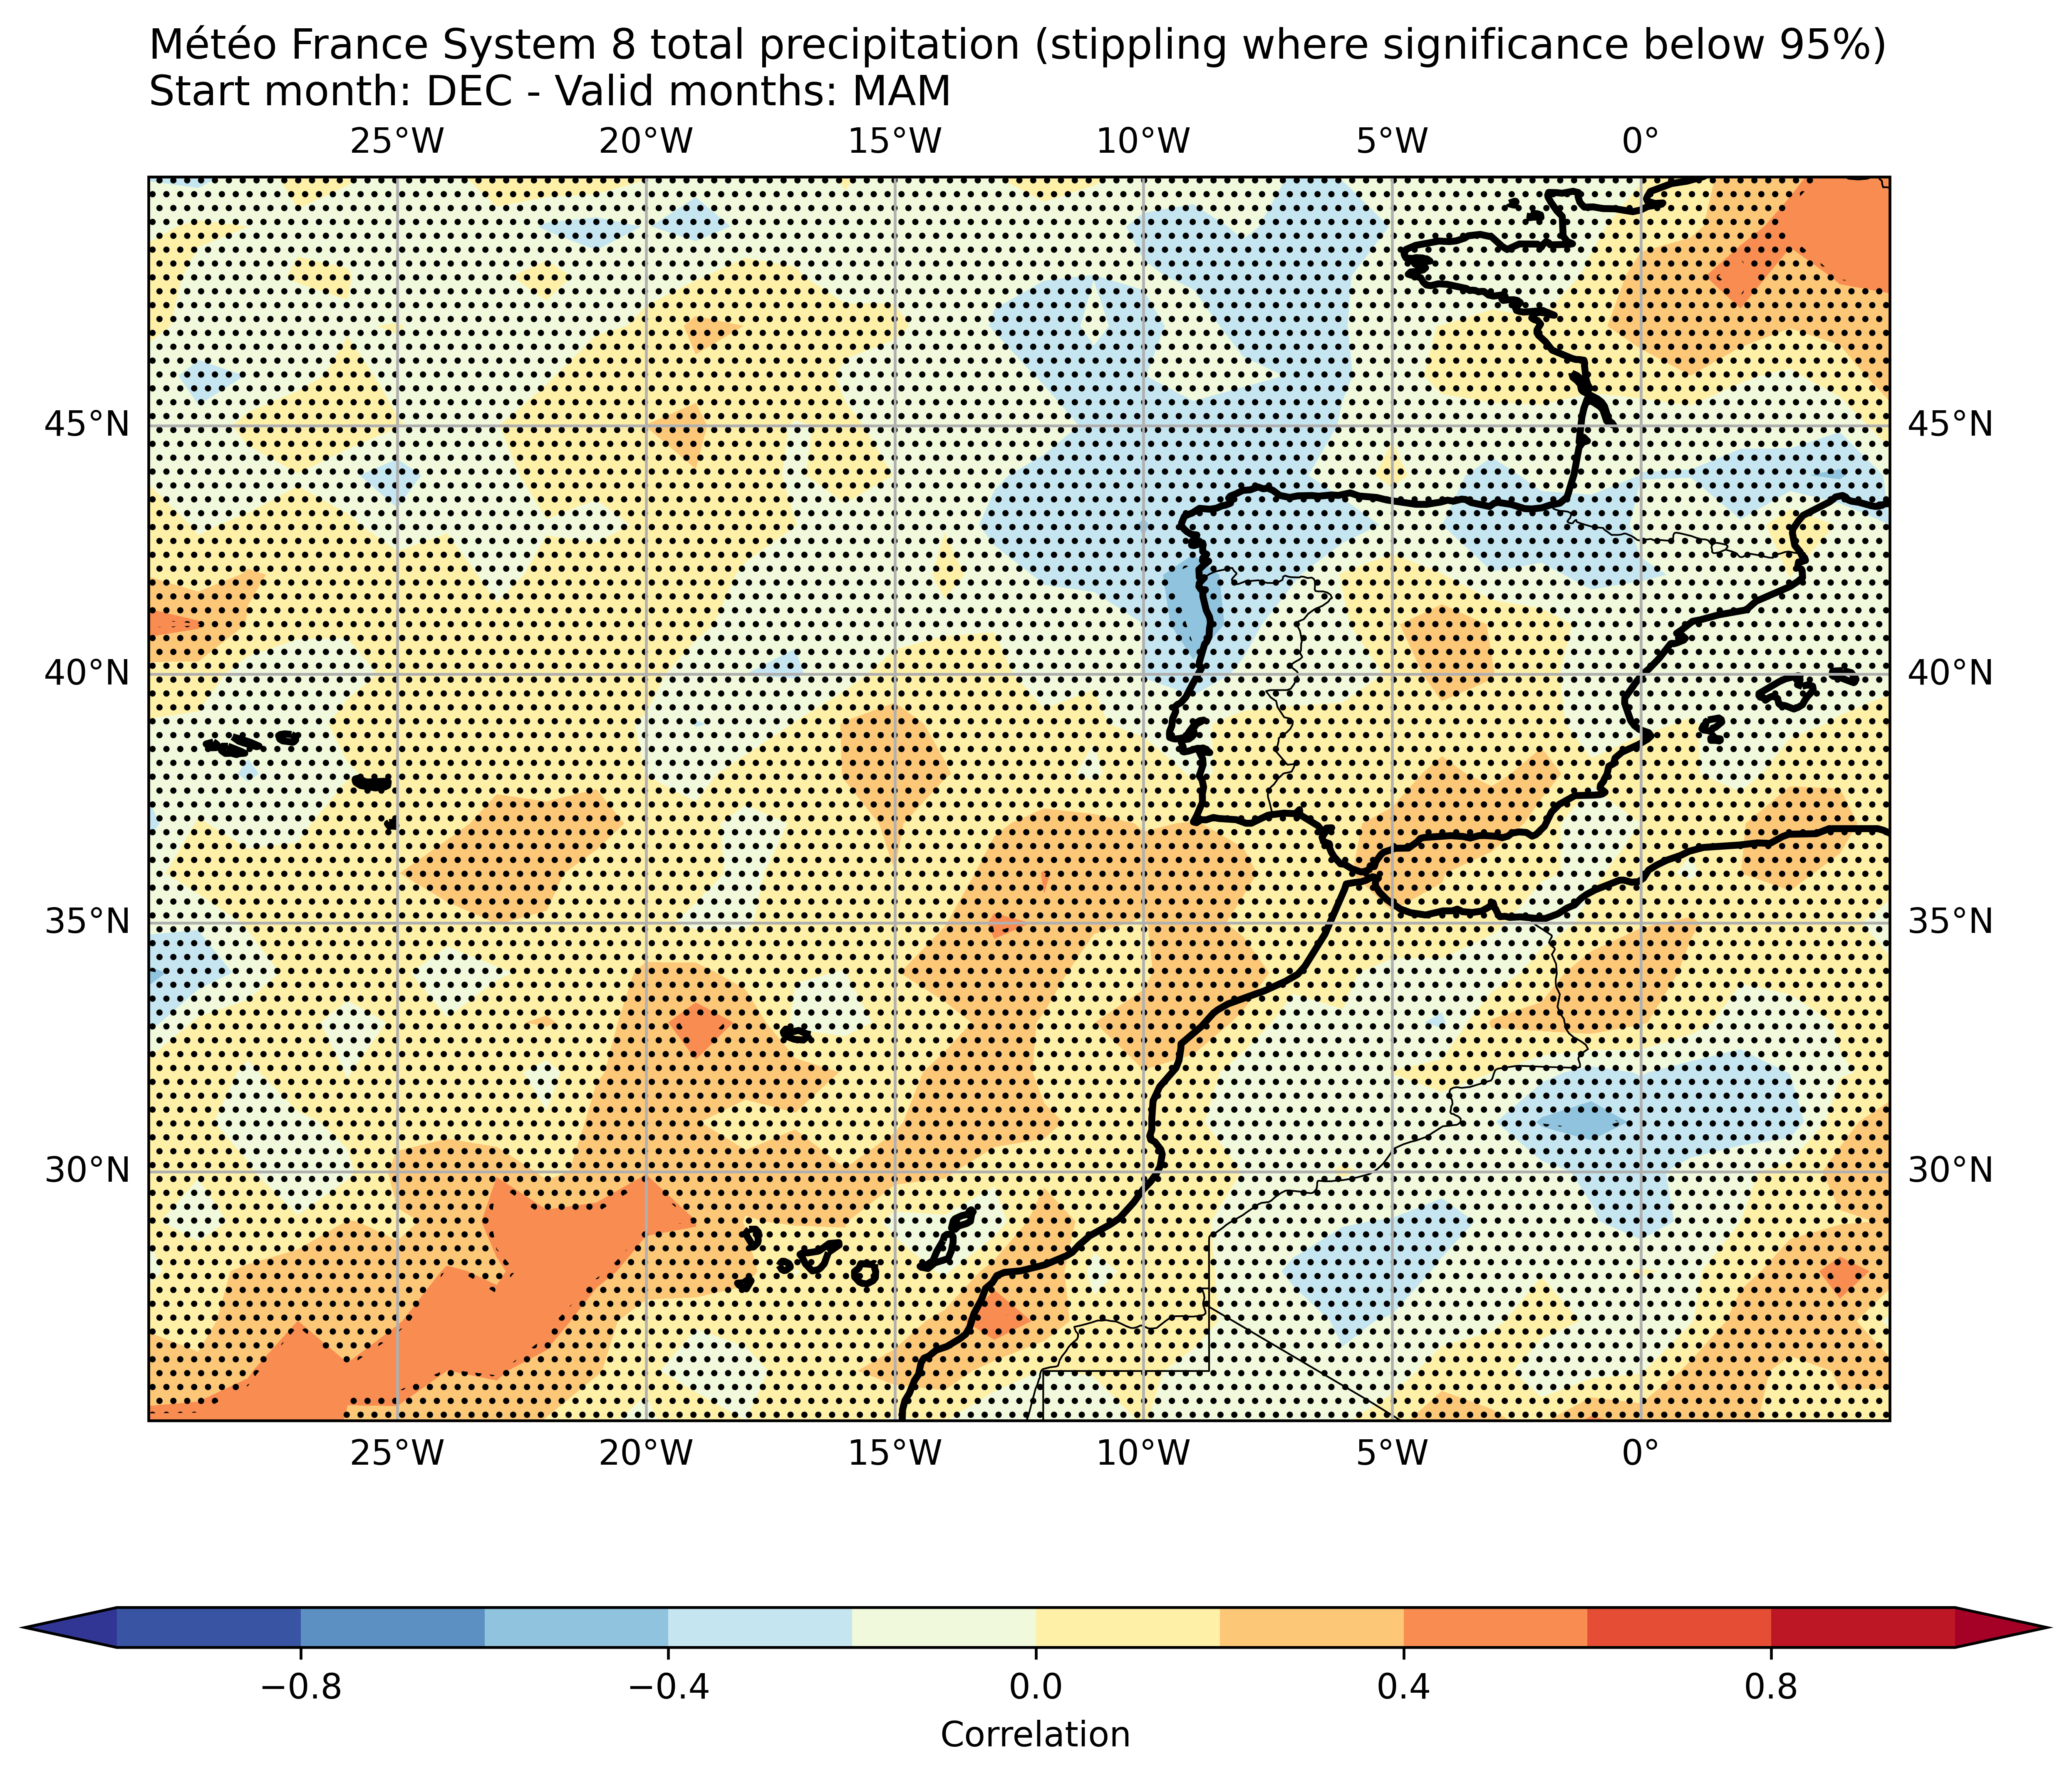 Météo France System 8 total precipitation (stippling where significance below 95%)
Start month: DEC - Valid months: MAM
25°W 20°W 15°W 10°W 5°W 0°
45°N 45°N
40°N 40°N
35°N 35°N
30°N 30°N
25°W 20°W 15°W 10°W 5°W 0°
−0.8 −0.4 0.0 0.4 0.8
Correlation